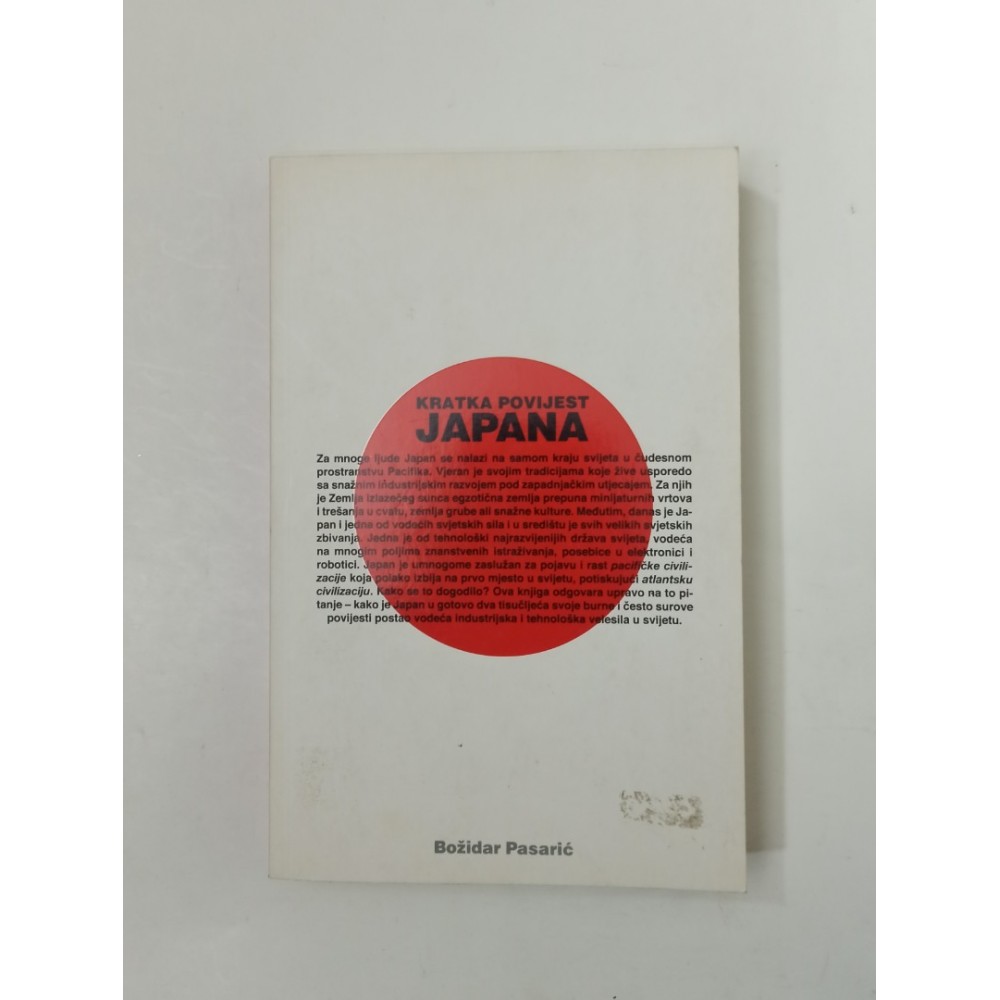 KRATKA POVIJEST
JAPANA
Za mnoge ljude Japan se nalazi na samom kraju svijeta u čudesnom
prostranstvu Pacifika. Vjeran je svojim tradicijama koje žive usporedo
sa snažnim industrijskim razvojem pod zapadnjačkim utjecajem. Za njih
je Zemlja izlazećeg sunca egzotična zemlja prepuna minijaturnih vrtova
i trešanja u cvatu, zemlja grube ali snažne kulture. Međutim, danas je Ja-
pan i jedna od vodećih svjetskih sila i u središtu je svih velikih svjetskih
zbivanja. Jedna je od tehnološki najrazvijenijih država svijeta, vodeća
na mnogim poljima znanstvenih istraživanja, posebice u elektronici i
robotici. Japan je umnogome zaslužan za pojavu i rast pacifičke civili-
zacije koja polako izbija na prvo mjesto u svijetu, potiskujući atlantsku
civilizaciju. Kako se to dogodilo? Ova knjiga odgovara upravo na to pi-
tanje – kako je Japan u gotovo dva tisućljeća svoje burne i često surove
povijesti postao vodeća industrijska i tehnološka velesila u svijetu.
Božidar Pasarić